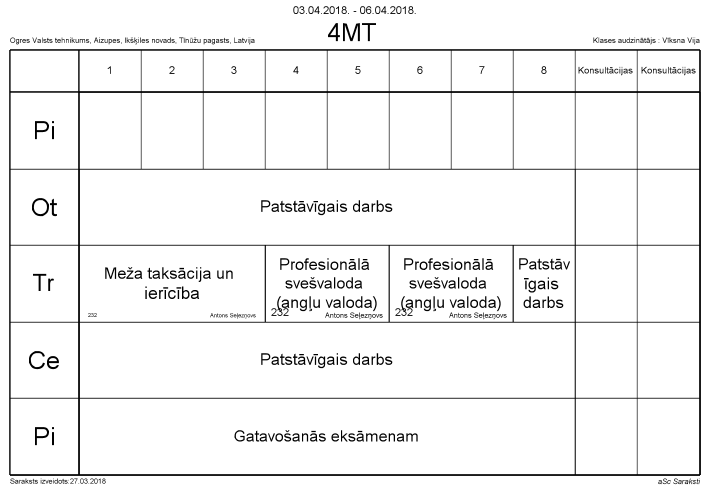 03.04.2018. - 06.04.2018.
Ogres Valsts tehnikums, Aizupes, Ikšķiles novads, Tīnūžu pagasts, Latvija
4MT
Klases audzinātājs : Vīksna Vija
1 2 3 4 5 6 7 8 Konsultācijas Konsultācijas
Pi
Ot
Patstāvīgais darbs
Tr
Meža taksācija un
ierīcība
232 Antons Seļezņovs
Profesionālā
svešvaloda
(angļu valoda)
232 Antons Seļezņovs
Profesionālā
svešvaloda
(angļu valoda)
232 Antons Seļezņovs
Patstāv
īgais
darbs
Ce
Patstāvīgais darbs
Pi
Gatavošanās eksāmenam
Saraksts izveidots:27.03.2018
aSc Saraksti